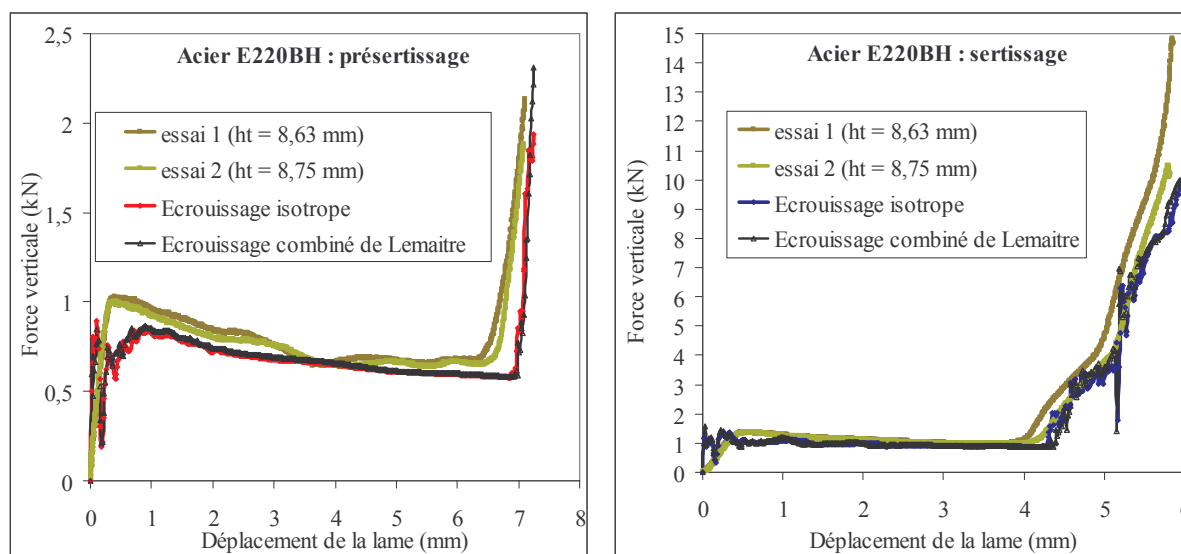 Acier E220BH : présertissage
2,5
2
1,5
1
0,5
0
Force verticale (kN)
essai 1 (ht = 8,63 mm)
essai 2 (ht = 8,75 mm)
Ecrouissage isotrope
Ecrouissage combiné de Lemaitre
0 1 2 3 4 5 6 7 8
Déplacement de la lame (mm)
Acier E220BH : sertissage
15
14
13
12
11
10
9
8
7
6
5
4
3
2
1
0
Force verticale (kN)
essai 1 (ht = 8,63 mm)
essai 2 (ht = 8,75 mm)
Ecrouissage isotrope
Ecrouissage combiné de Lemaitre
0 1 2 3 4 5 6
Déplacement de la lame (mm)